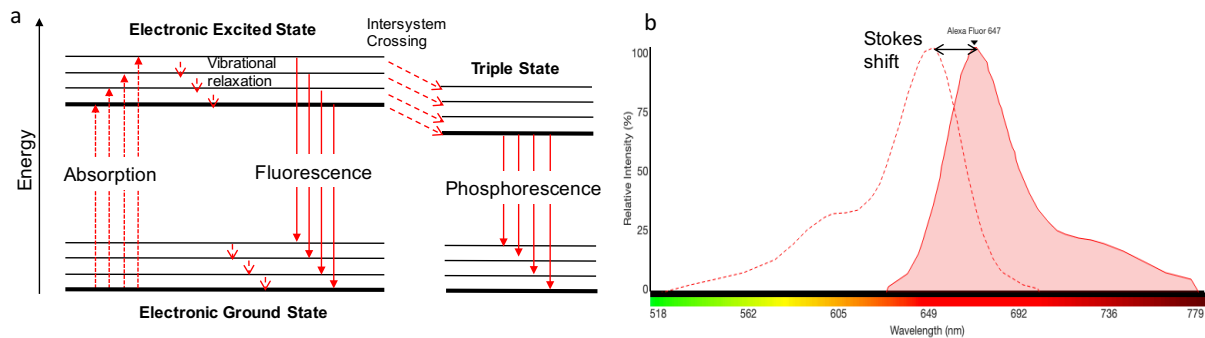 a
Electronic Excited State
Intersystem
Crossing
Vibrational
relaxation
Triple State
Energy
Absorption
Fluorescence
Phosphorescence
Electronic Ground State
b
Alexa Fluor 647
Stokes
shift
Relative Intensity (%)
100
75
50
25
0
518 562 605 649 692 736 779
Wavelength (nm)